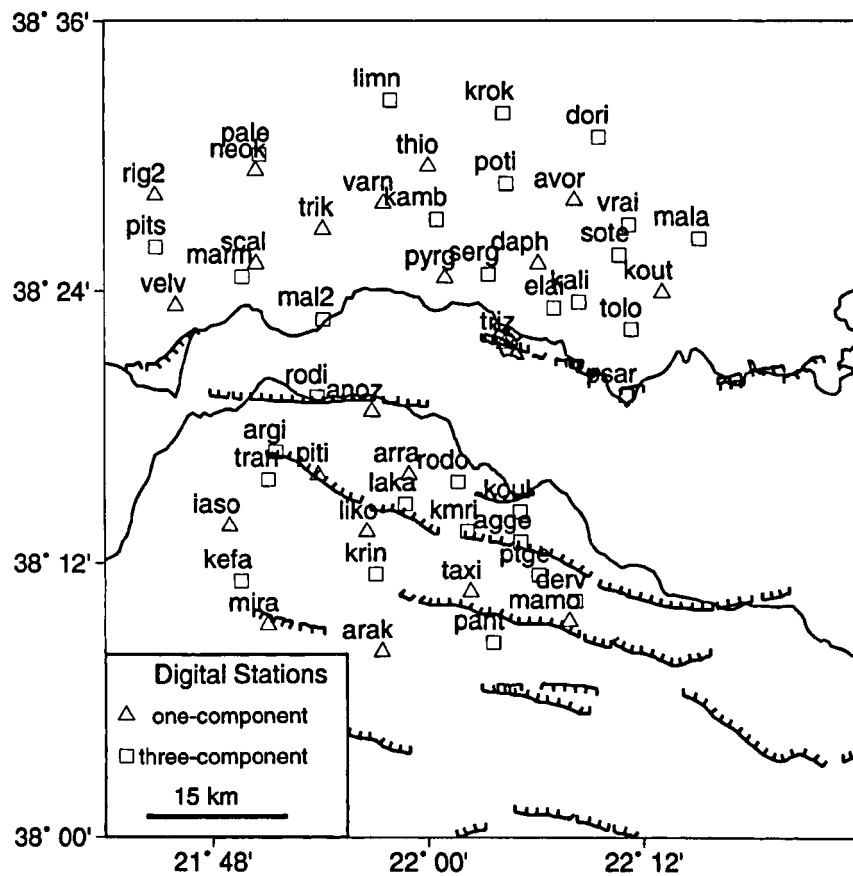 38° 36'
limn
krok
dori
pale
neok
thio
poti
avor
rig2
varn
kamb
trik
vrai
mala
pits
scal
marm
pyrg
serg
daph
sote
kout
38° 24'
velv
mal2
elai
kali
tolo
triz
psar
rodi
anoz
argi
tran
piti
arra
rodo
laka
koul
iaso
liko
kmri
agge
38° 12'
kefa
krin
ptge
taxi
derv
mira
mamo
arak
pant
Digital Stations
one-component
three-component
15 km
38° 00'
21° 48'
22° 00'
22° 12'